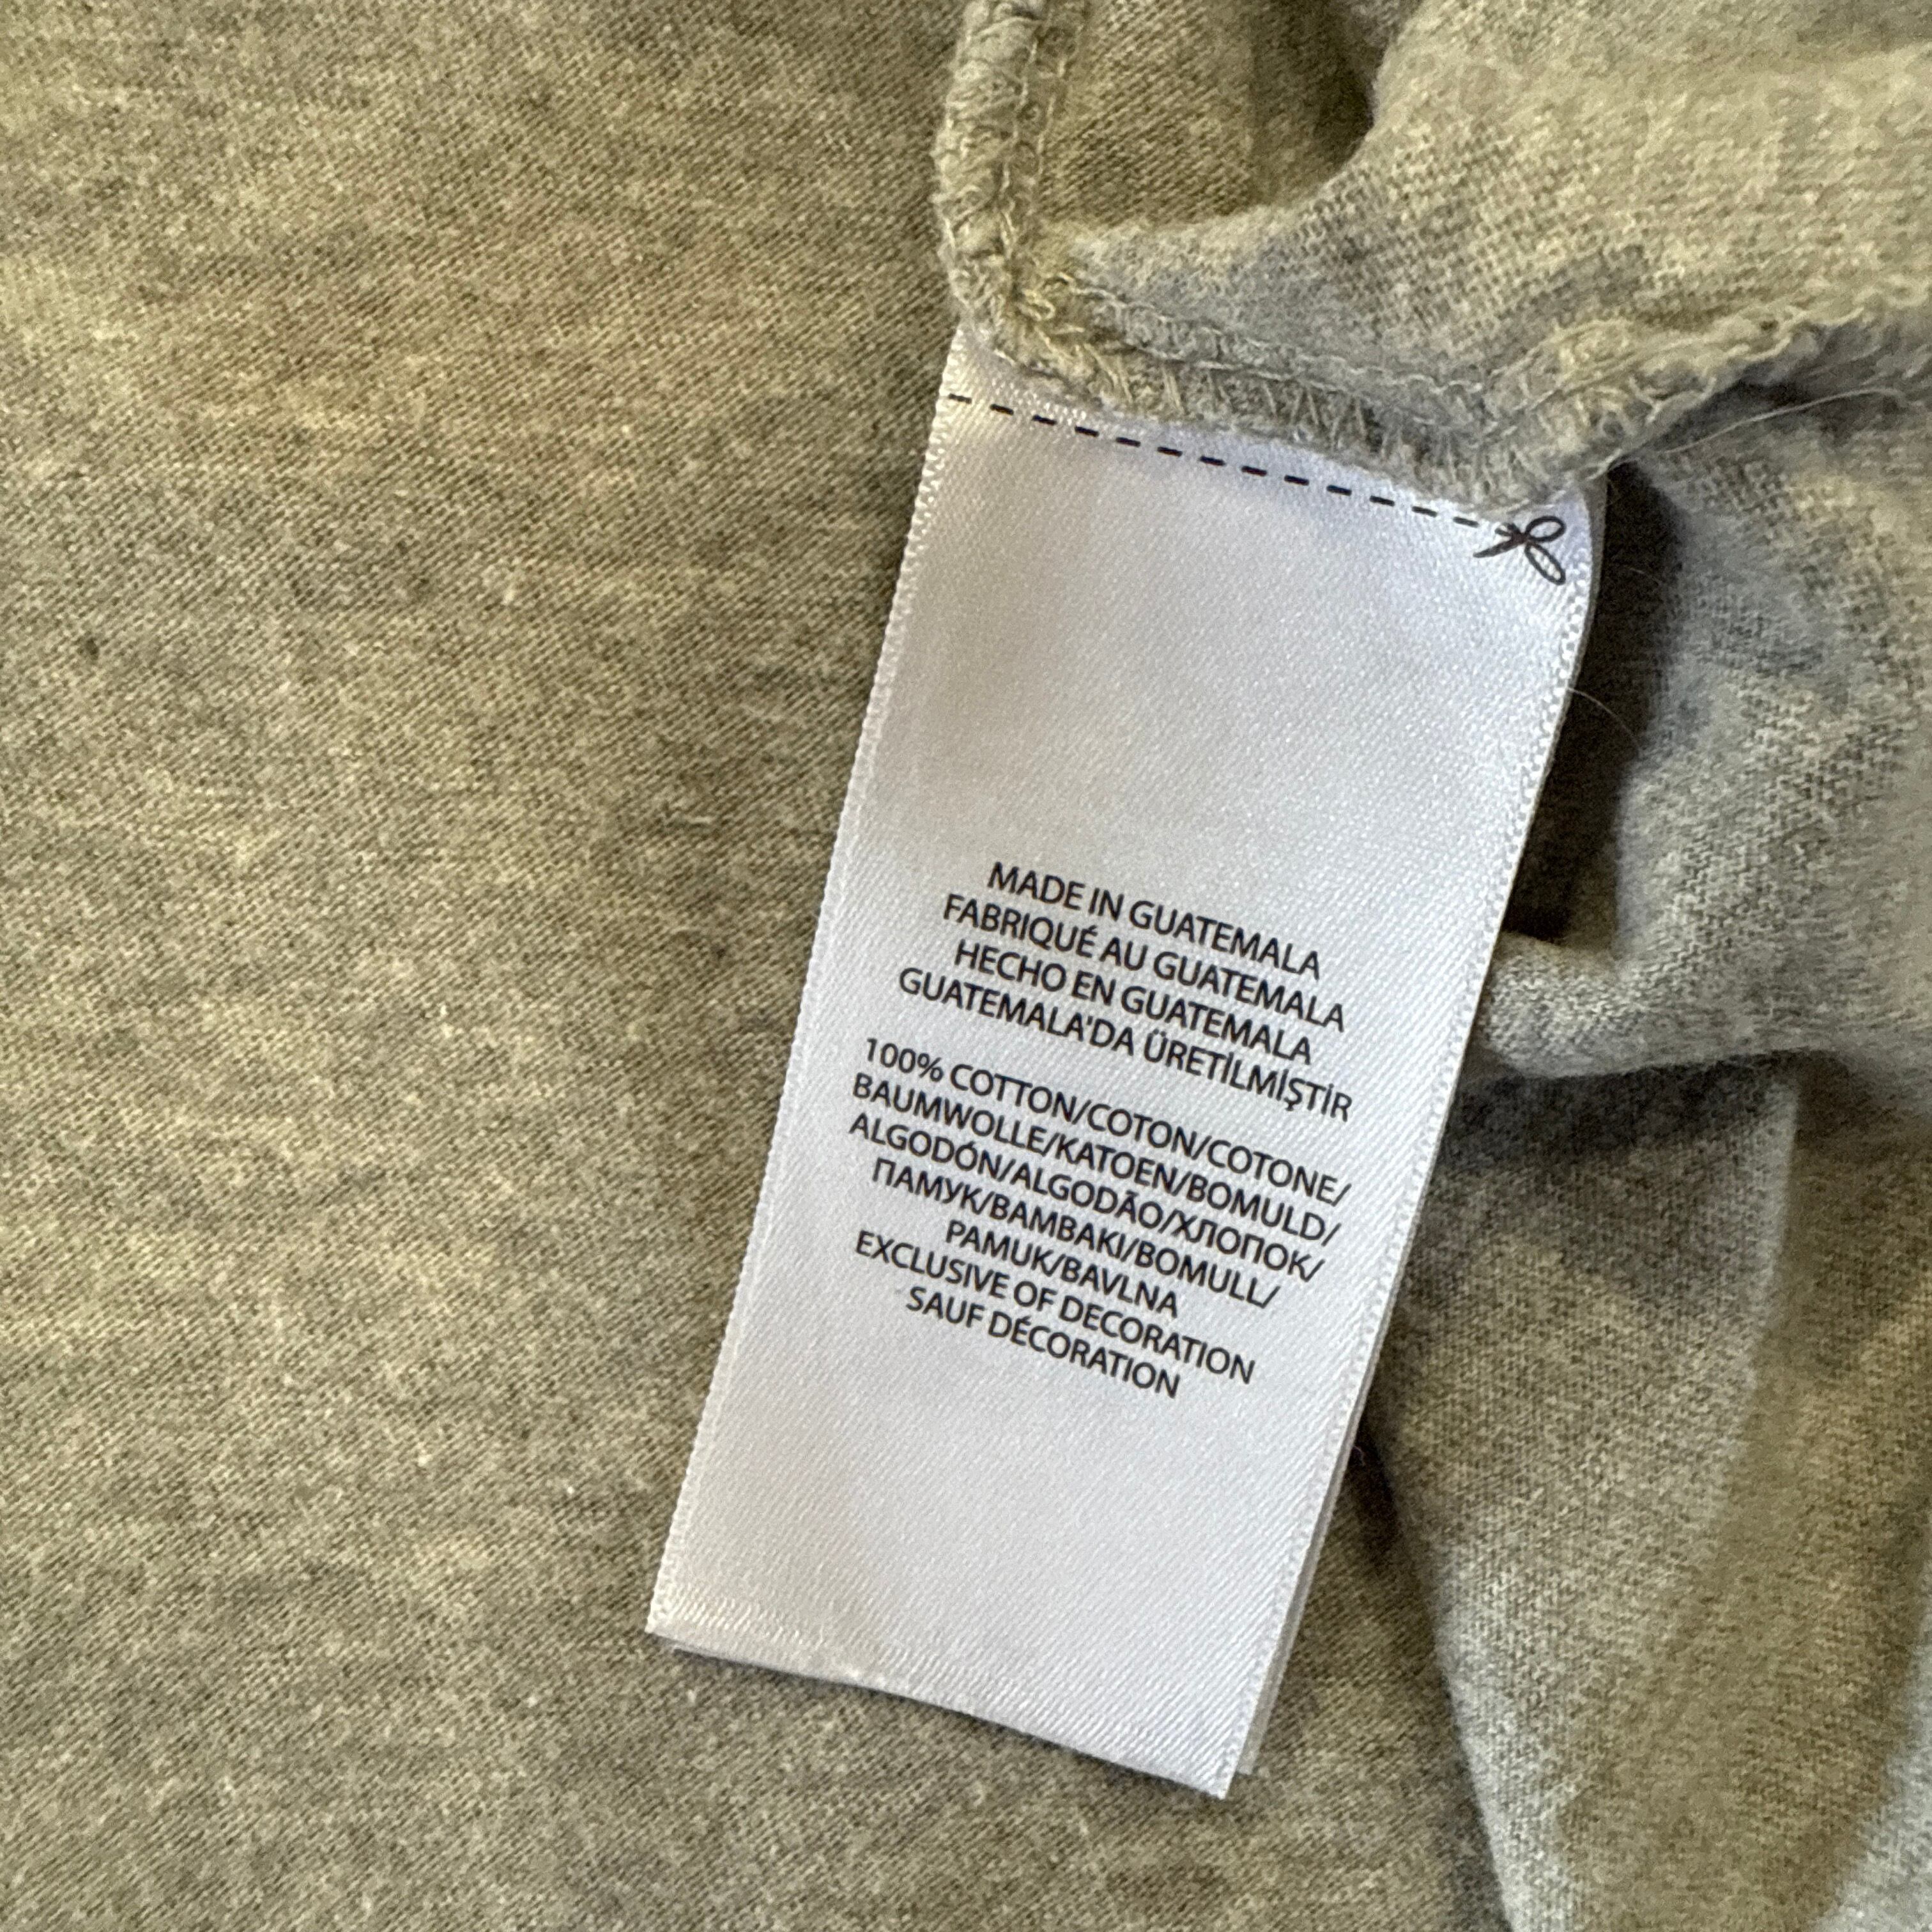 MADE IN GUATEMALA
FABRIQUÉ AU GUATEMALA
HECHO EN GUATEMALA
GUATEMALA'DA ÜRETİLMİŞTİR
100% COTTON/COTON/COTONE/
BAUMWOLLE/KATOEN/BOMULD/
ALGODÓN/ALGODÃO/ХЛОПОК/
ПАМУК/BAMBAKI/BOMULL/
PAMUK/BAVLNA
EXCLUSIVE OF DECORATION
SAUF DÉCORATION